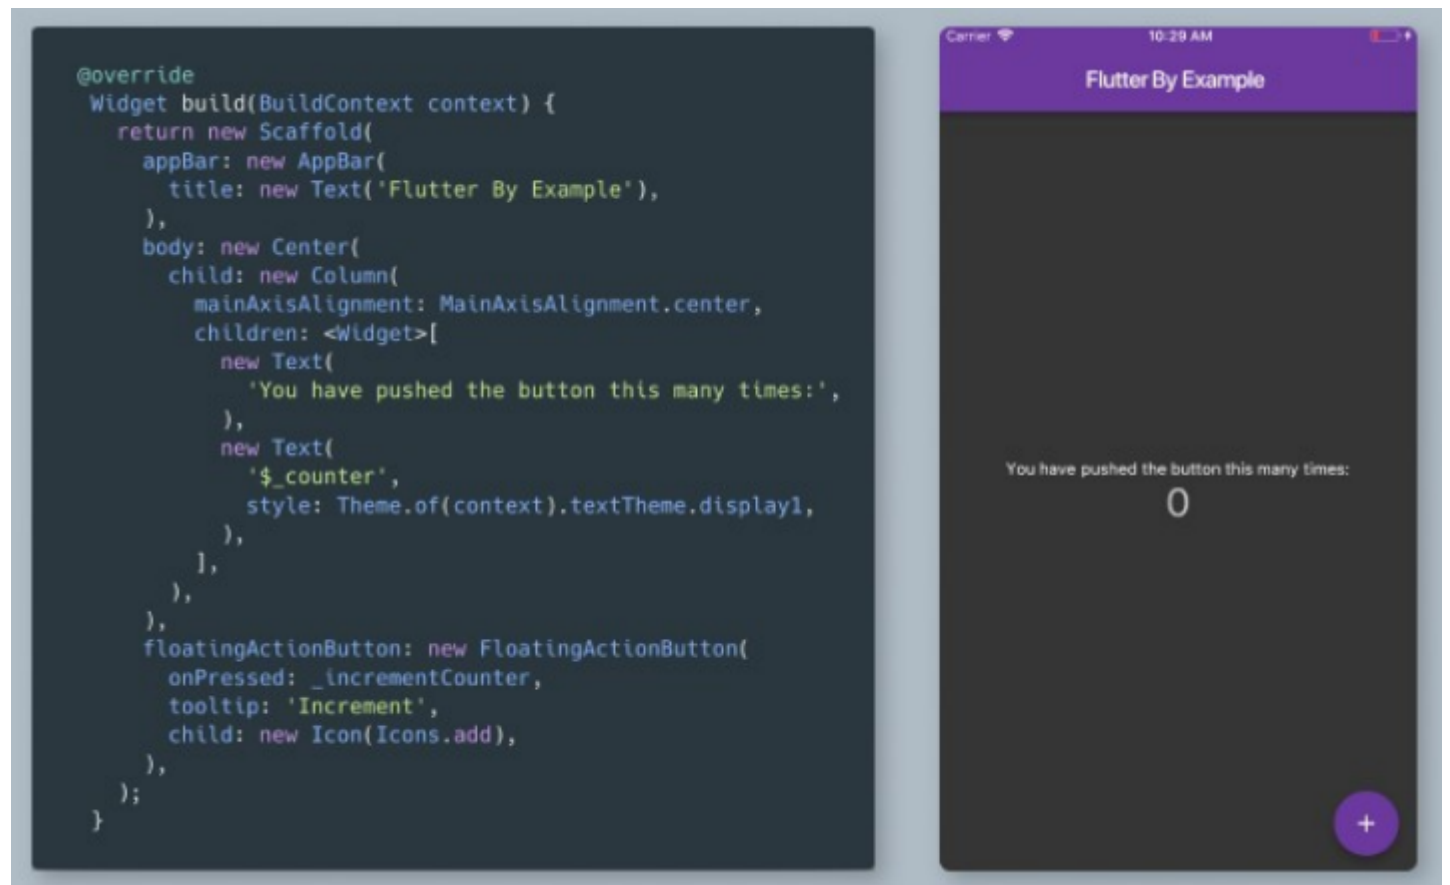 @override
Widget build(BuildContext context) {
return new Scaffold(
appBar: new AppBar(
title: new Text('Flutter By Example'),
),
body: new Center(
child: new Column(
mainAxisAlignment: MainAxisAlignment.center,
children: <Widget>[
new Text(
'You have pushed the button this many times:',
),
new Text(
'$_counter',
style: Theme.of(context).textTheme.display1,
),
],
),
),
floatingActionButton: new FloatingActionButton(
onPressed: _incrementCounter,
tooltip: 'Increment',
child: new Icon(Icons.add),
),
);
}
Carrier 10:29 AM
Flutter By Example
You have pushed the button this many times:
0
+